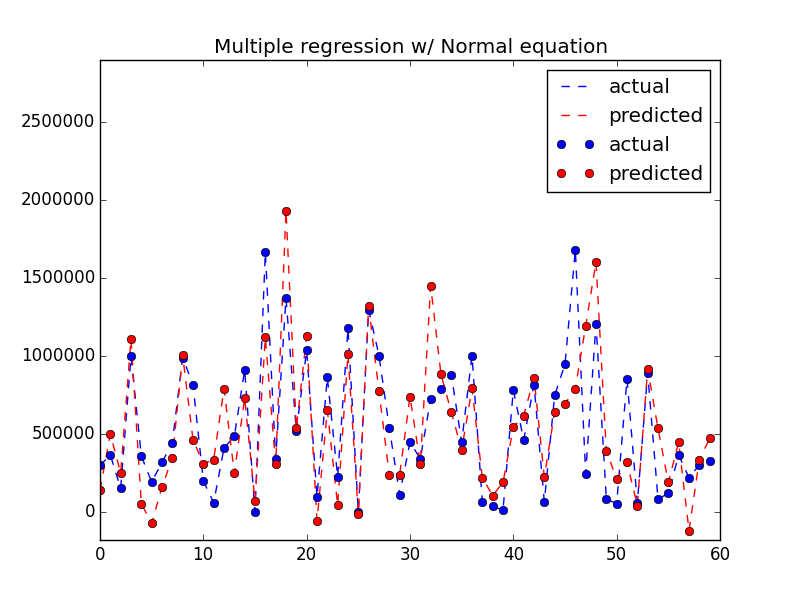 Multiple regression w/ Normal equation
actual
predicted
actual
predicted
2500000
2000000
1500000
1000000
500000
0
0 10 20 30 40 50 60